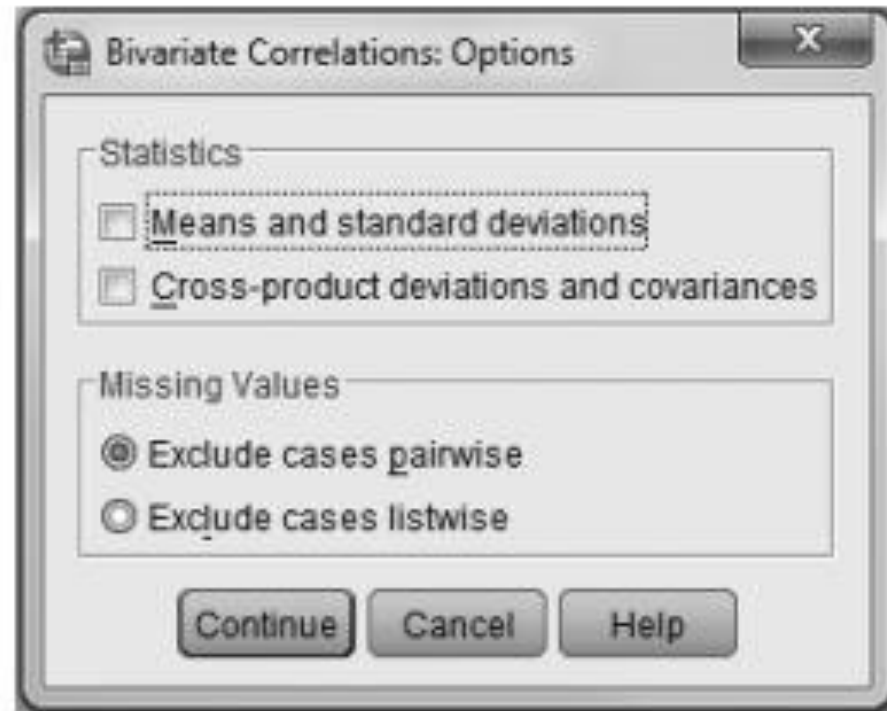 Bivariate Correlations: Options
X
Statistics
Means and standard deviations
Cross-product deviations and covariances
Missing Values
Exclude cases pairwise
Exclude cases listwise
Continue Cancel Help